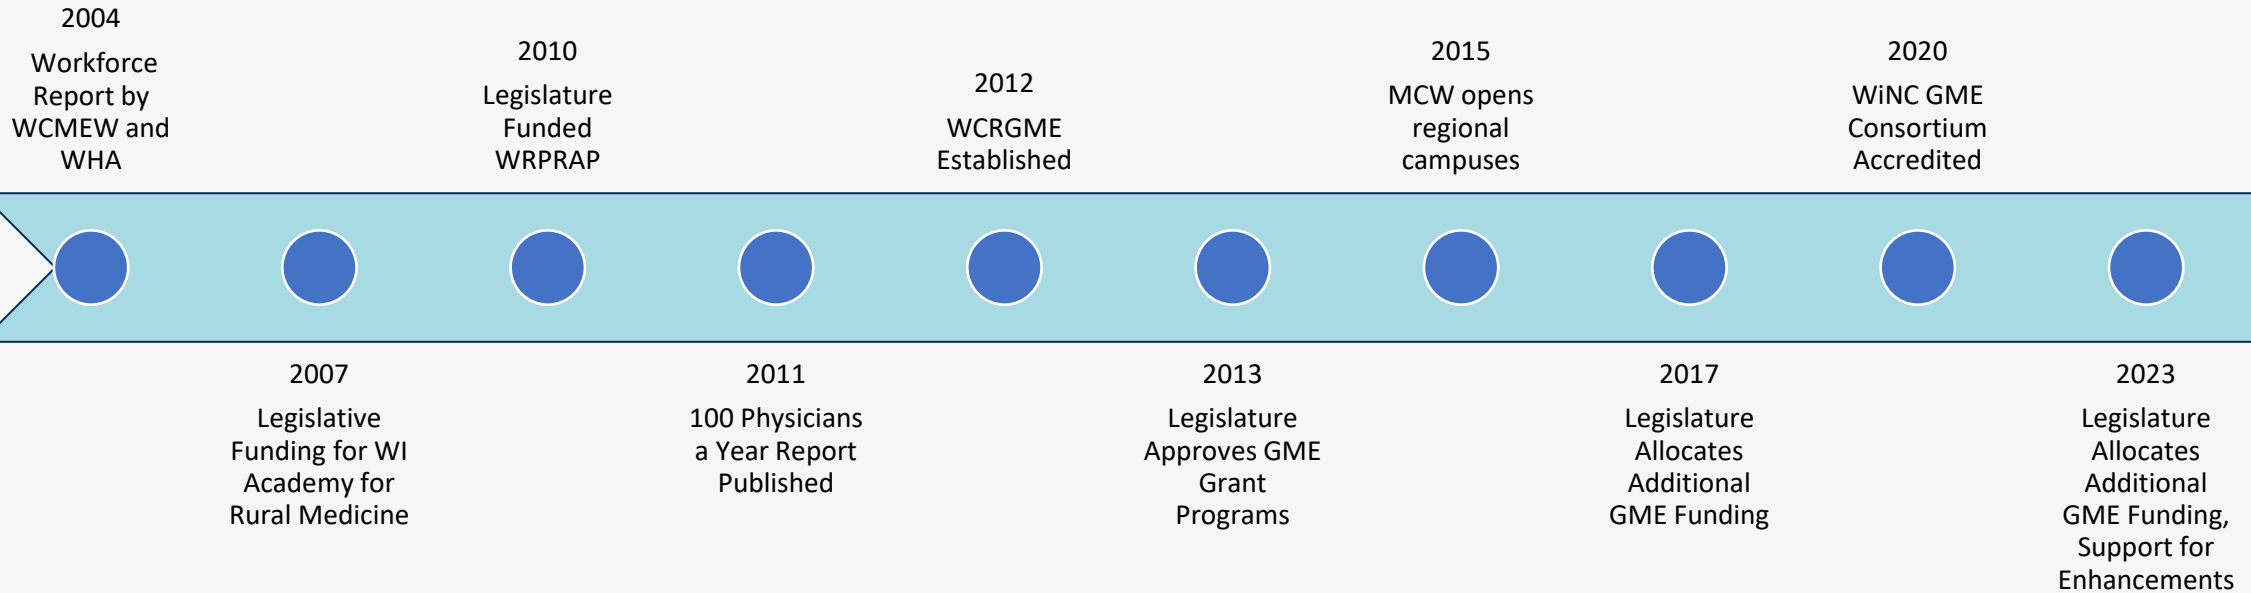 2004
Workforce
Report by
WCMEW and
WHA
2007
Legislative
Funding for WI
Academy for
Rural Medicine
2010
Legislature
Funded
WRPRAP
2011
100 Physicians
a Year Report
Published
2012
WCRGME
Established
2013
Legislature
Approves GME
Grant
Programs
2015
MCW opens
regional
campuses
2017
Legislature
Allocates
Additional
GME Funding
2020
WiNC GME
Consortium
Accredited
2023
Legislature
Allocates
Additional
GME Funding,
Support for
Enhancements